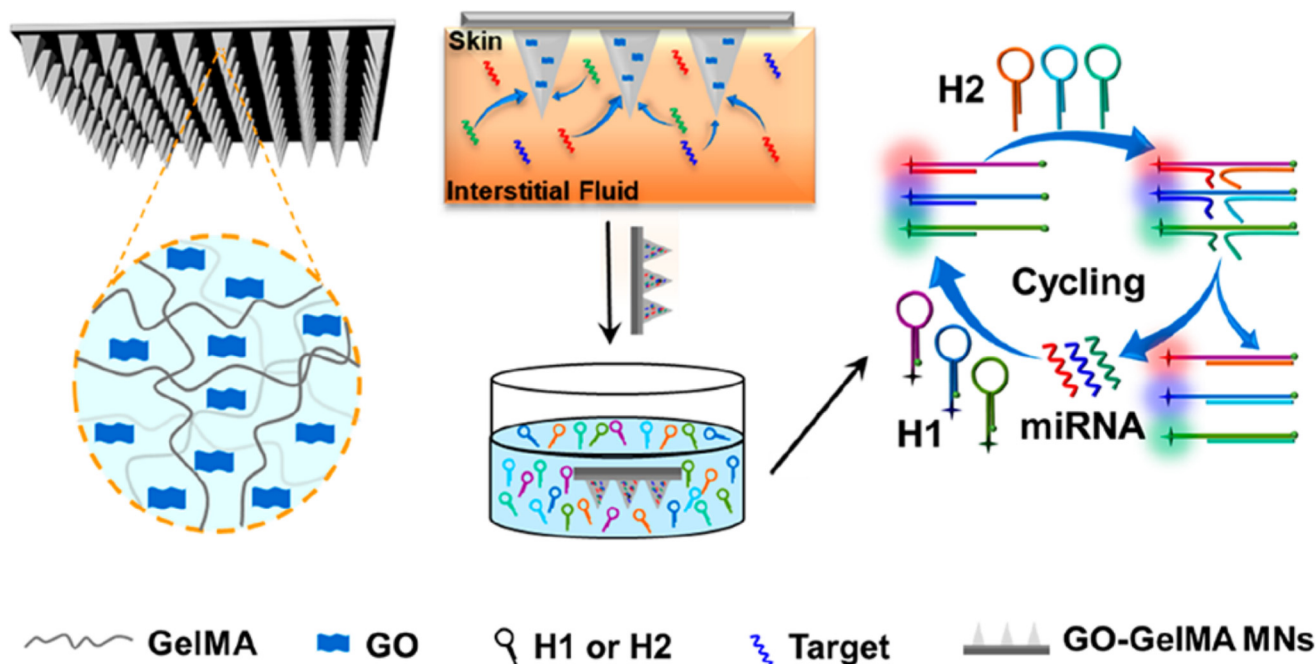 Skin
Interstitial Fluid
H2
Cycling
H1
miRNA
GelMA
GO
H1 or H2
Target
GO-GelMA MNs